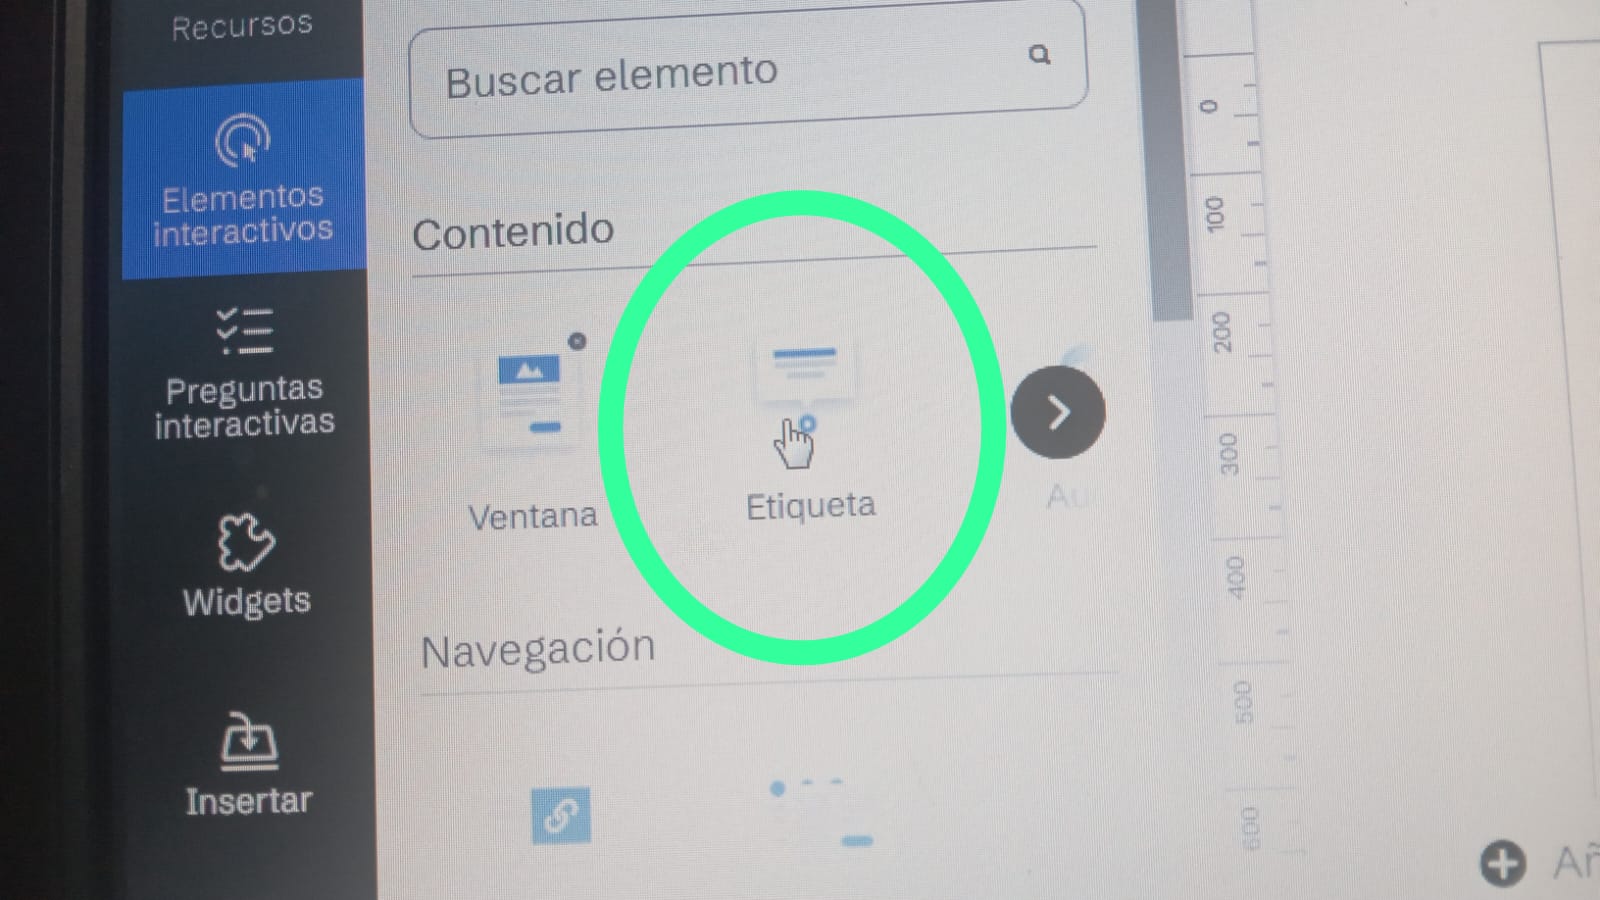 Recursos
Elementos
interactivos
Preguntas
interactivas
Widgets
Insertar
Buscar elemento
Contenido
Ventana
Etiqueta
Au
Navegación
0
100
200
300
400
500
600
Añ